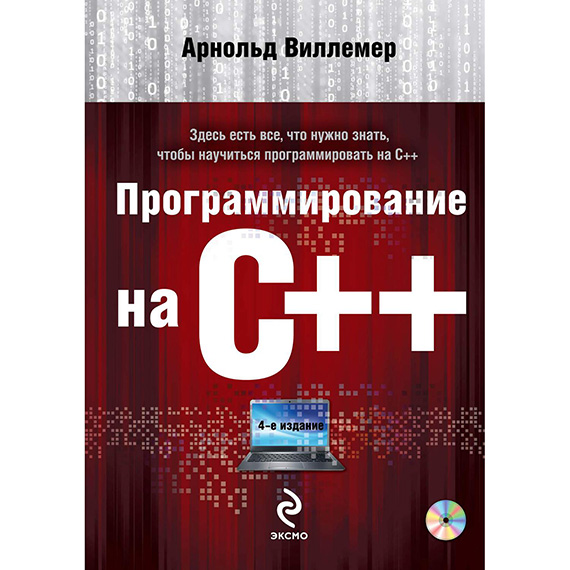 Арнольд Виллемер
Здесь есть все, что нужно знать,
чтобы научиться программировать на С++
Программирование
на С++
4-е издание
ЭКСМО